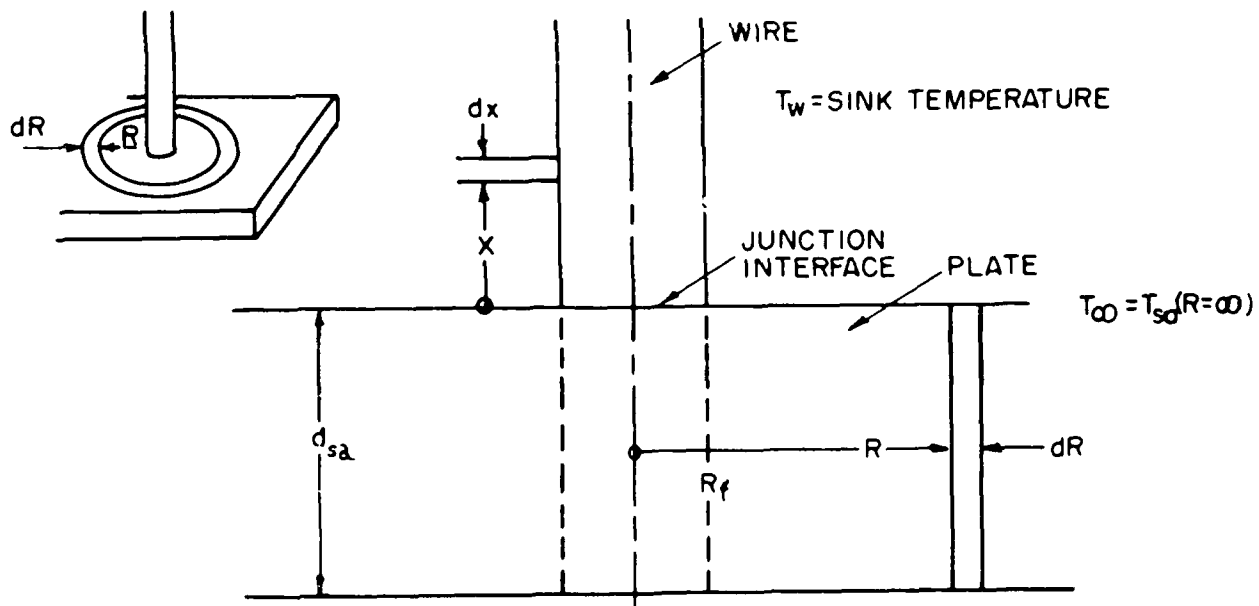 WIRE
T_w = SINK TEMPERATURE
dx
dR
R
X
JUNCTION
INTERFACE
PLATE
T_∞ = T_sa(R=∞)
d_sa
R
dR
R_f